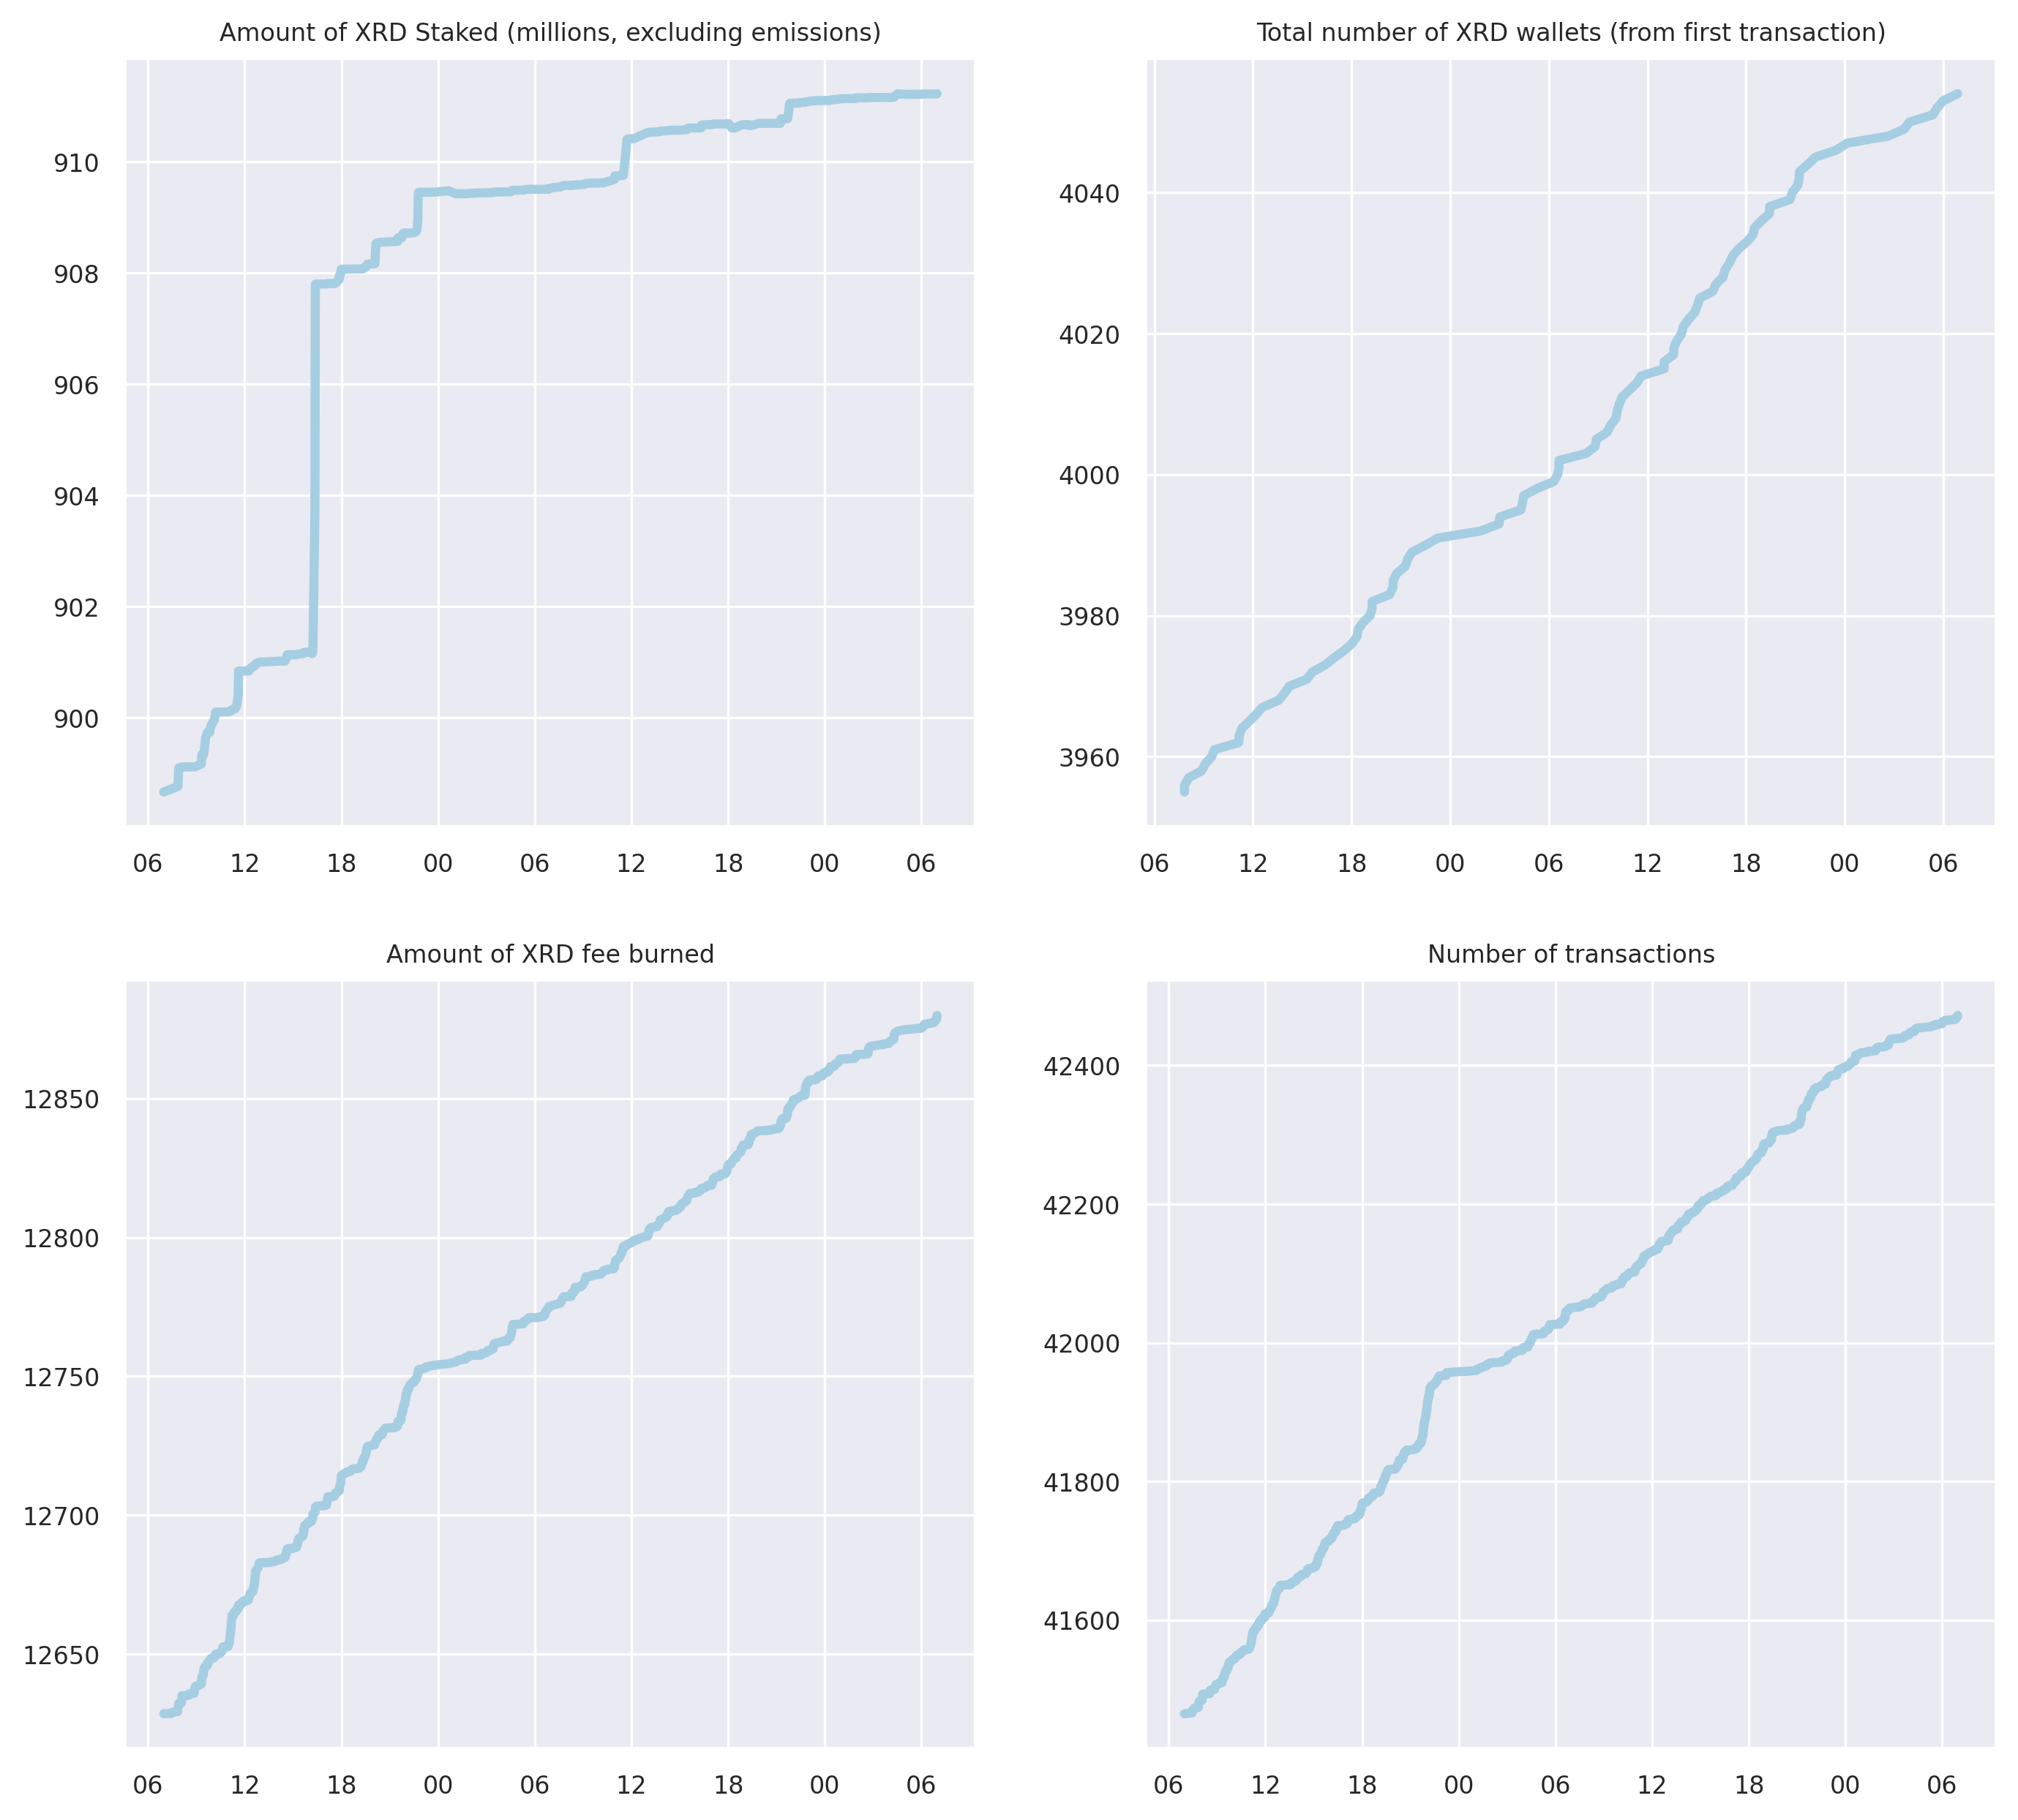 Amount of XRD Staked (millions, excluding emissions)
910
908
906
904
902
900
06 12 18 00 06 12 18 00 06
Total number of XRD wallets (from first transaction)
4040
4020
4000
3980
3960
06 12 18 00 06 12 18 00 06
Amount of XRD fee burned
12850
12800
12750
12700
12650
06 12 18 00 06 12 18 00 06
Number of transactions
42400
42200
42000
41800
41600
06 12 18 00 06 12 18 00 06